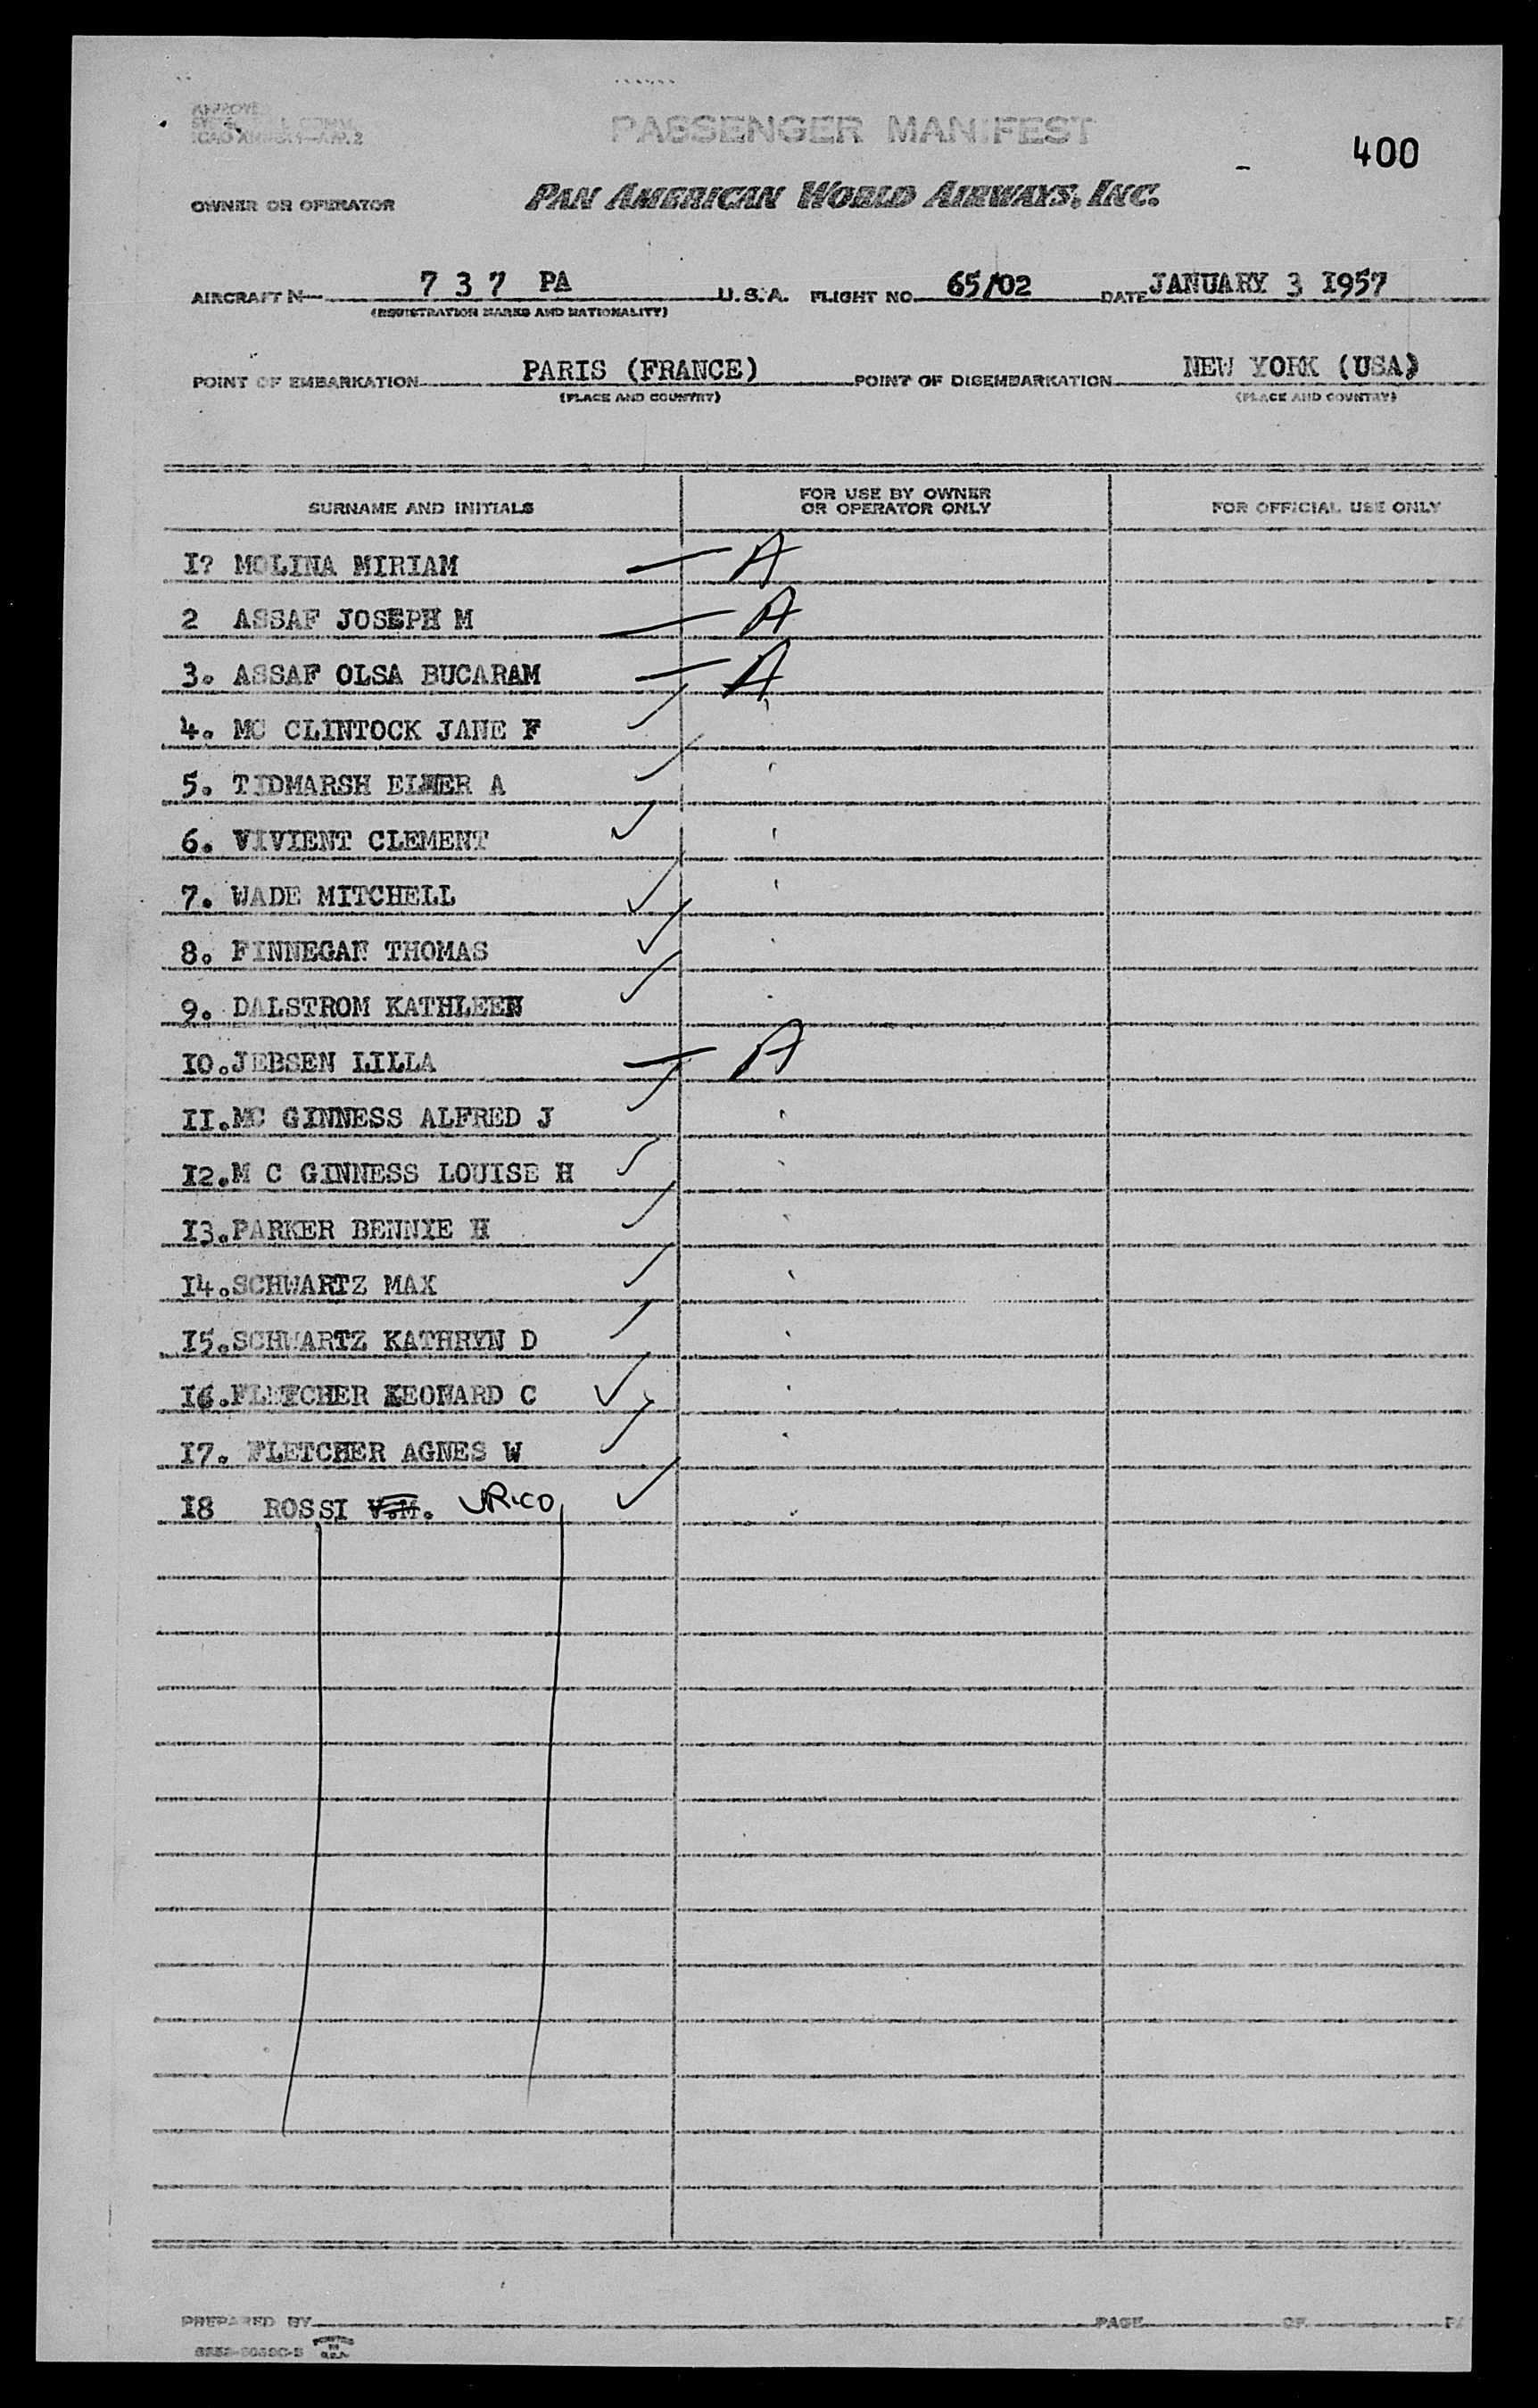 PASSENGER MANIFEST
400
OWNER OR OPERATOR PAN AMERICAN WORLD AIRWAYS, INC.
AIRCRAFT N 7 3 7 PA U.S.A. FLIGHT NO. 65/02 DATE JANUARY 3 1957
(REGISTRATION MARKS AND NATIONALITY)
POINT OF EMBARKATION PARIS (FRANCE) POINT OF DISEMBARKATION NEW YORK (USA)
(PLACE AND COUNTRY) (PLACE AND COUNTRY)
SURNAME AND INITIALS FOR USE BY OWNER OR OPERATOR ONLY FOR OFFICIAL USE ONLY
I? MOLINA MIRIAM — A
2 ASSAF JOSEPH M — A
3. ASSAF OLSA BUCARAM — A
4. MC CLINTOCK JANE F ✓
5. TIDMARSH ELMER A ✓
6. VIVIENT CLEMENT ✓
7. WADE MITCHELL ✓
8. FINNEGAN THOMAS ✓
9. DALSTROM KATHLEEN ✓
I0. JEBSEN LILLA — A
II. MC GINNESS ALFRED J ✓
I2. M C GINNESS LOUISE H ✓
I3. PARKER BENNYE H ✓
I4. SCHWARTZ MAX ✓
I5. SCHWARTZ KATHRYN D ✓
I6. FLETCHER LEONARD C ✓
I7. FLETCHER AGNES W ✓
I8 ROSSI V.M. URICO ✓
PREPARED BY PAGE OF